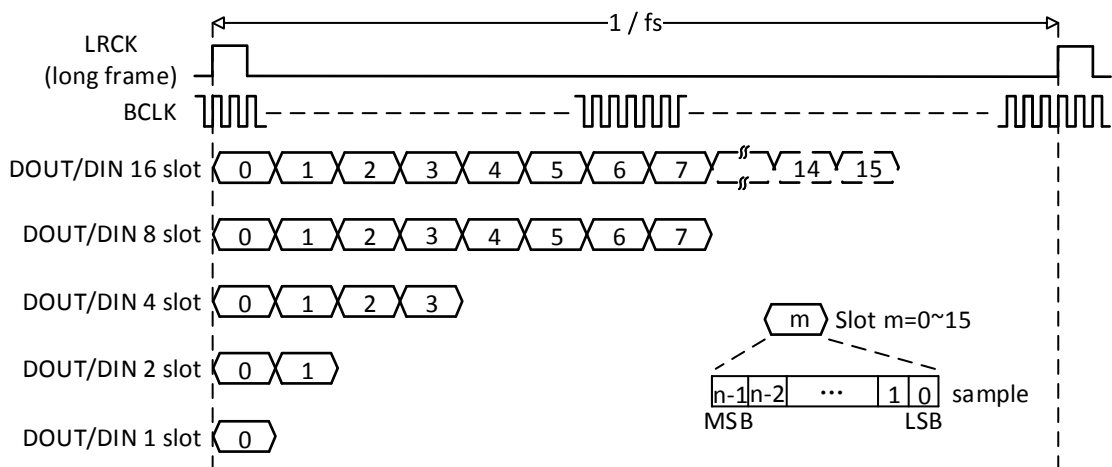 1 / fs
LRCK
(long frame)
BCLK
DOUT/DIN 16 slot 0 1 2 3 4 5 6 7 14 15
DOUT/DIN 8 slot 0 1 2 3 4 5 6 7
DOUT/DIN 4 slot 0 1 2 3
m Slot m=0~15
DOUT/DIN 2 slot 0 1
n-1 n-2 ··· 1 0 sample
MSB LSB
DOUT/DIN 1 slot 0